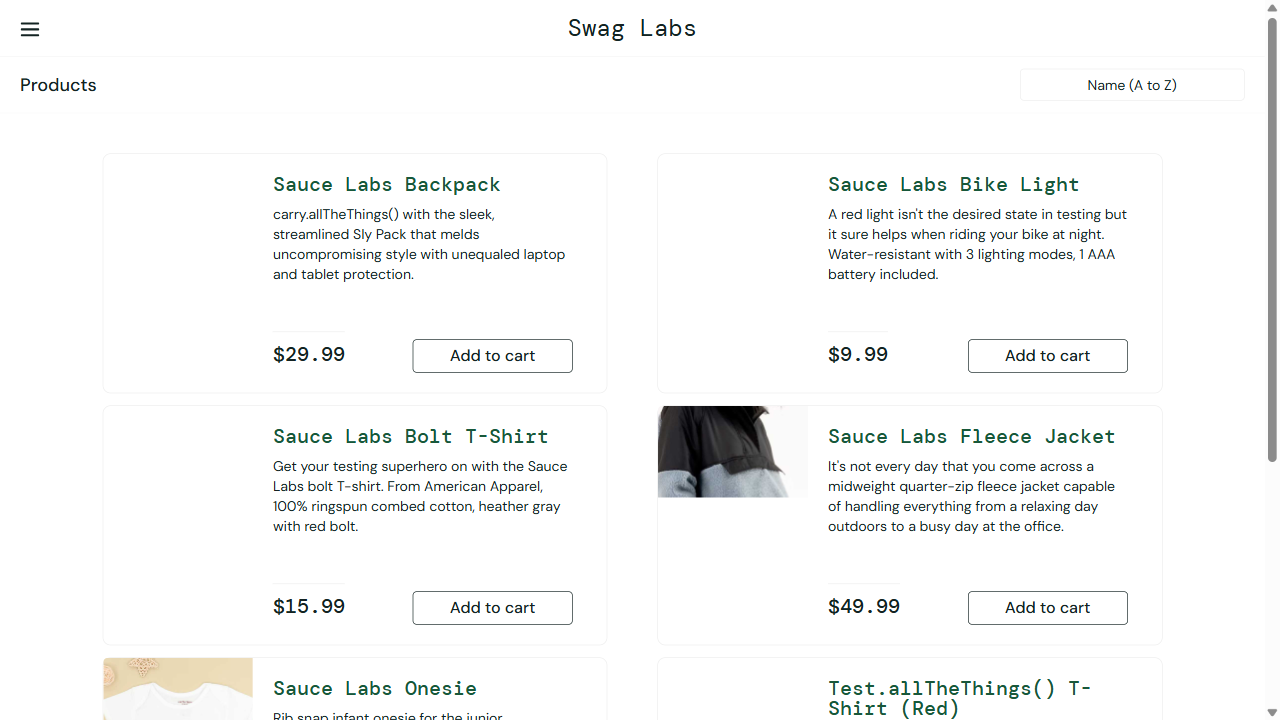 Swag Labs
Products
Name (A to Z)
Sauce Labs Backpack
carry.allTheThings() with the sleek,
streamlined Sly Pack that melds
uncompromising style with unequaled laptop
and tablet protection.
$29.99
Add to cart
Sauce Labs Bike Light
A red light isn't the desired state in testing but
it sure helps when riding your bike at night.
Water-resistant with 3 lighting modes, 1 AAA
battery included.
$9.99
Add to cart
Sauce Labs Bolt T-Shirt
Get your testing superhero on with the Sauce
Labs bolt T-shirt. From American Apparel,
100% ringspun combed cotton, heather gray
with red bolt.
$15.99
Add to cart
Sauce Labs Fleece Jacket
It's not every day that you come across a
midweight quarter-zip fleece jacket capable
of handling everything from a relaxing day
outdoors to a busy day at the office.
$49.99
Add to cart
Sauce Labs Onesie
Rib snap infant onesie for the junior
Test.allTheThings() T-
Shirt (Red)